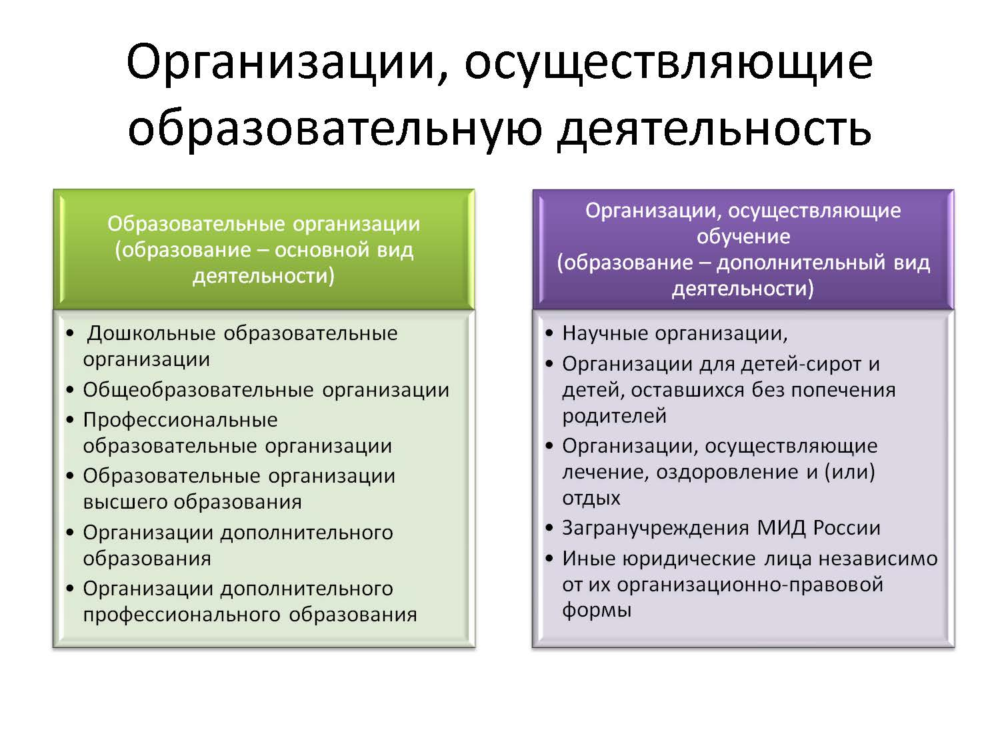 Организации, осуществляющие
образовательную деятельность
Образовательные организации
(образование – основной вид
деятельности)
• Дошкольные образовательные
организации
• Общеобразовательные организации
• Профессиональные
образовательные организации
• Образовательные организации
высшего образования
• Организации дополнительного
образования
• Организации дополнительного
профессионального образования
Организации, осуществляющие
обучение
(образование – дополнительный вид
деятельности)
• Научные организации,
• Организации для детей-сирот и
детей, оставшихся без попечения
родителей
• Организации, осуществляющие
лечение, оздоровление и (или)
отдых
• Загранучреждения МИД России
• Иные юридические лица независимо
от их организационно-правовой
формы